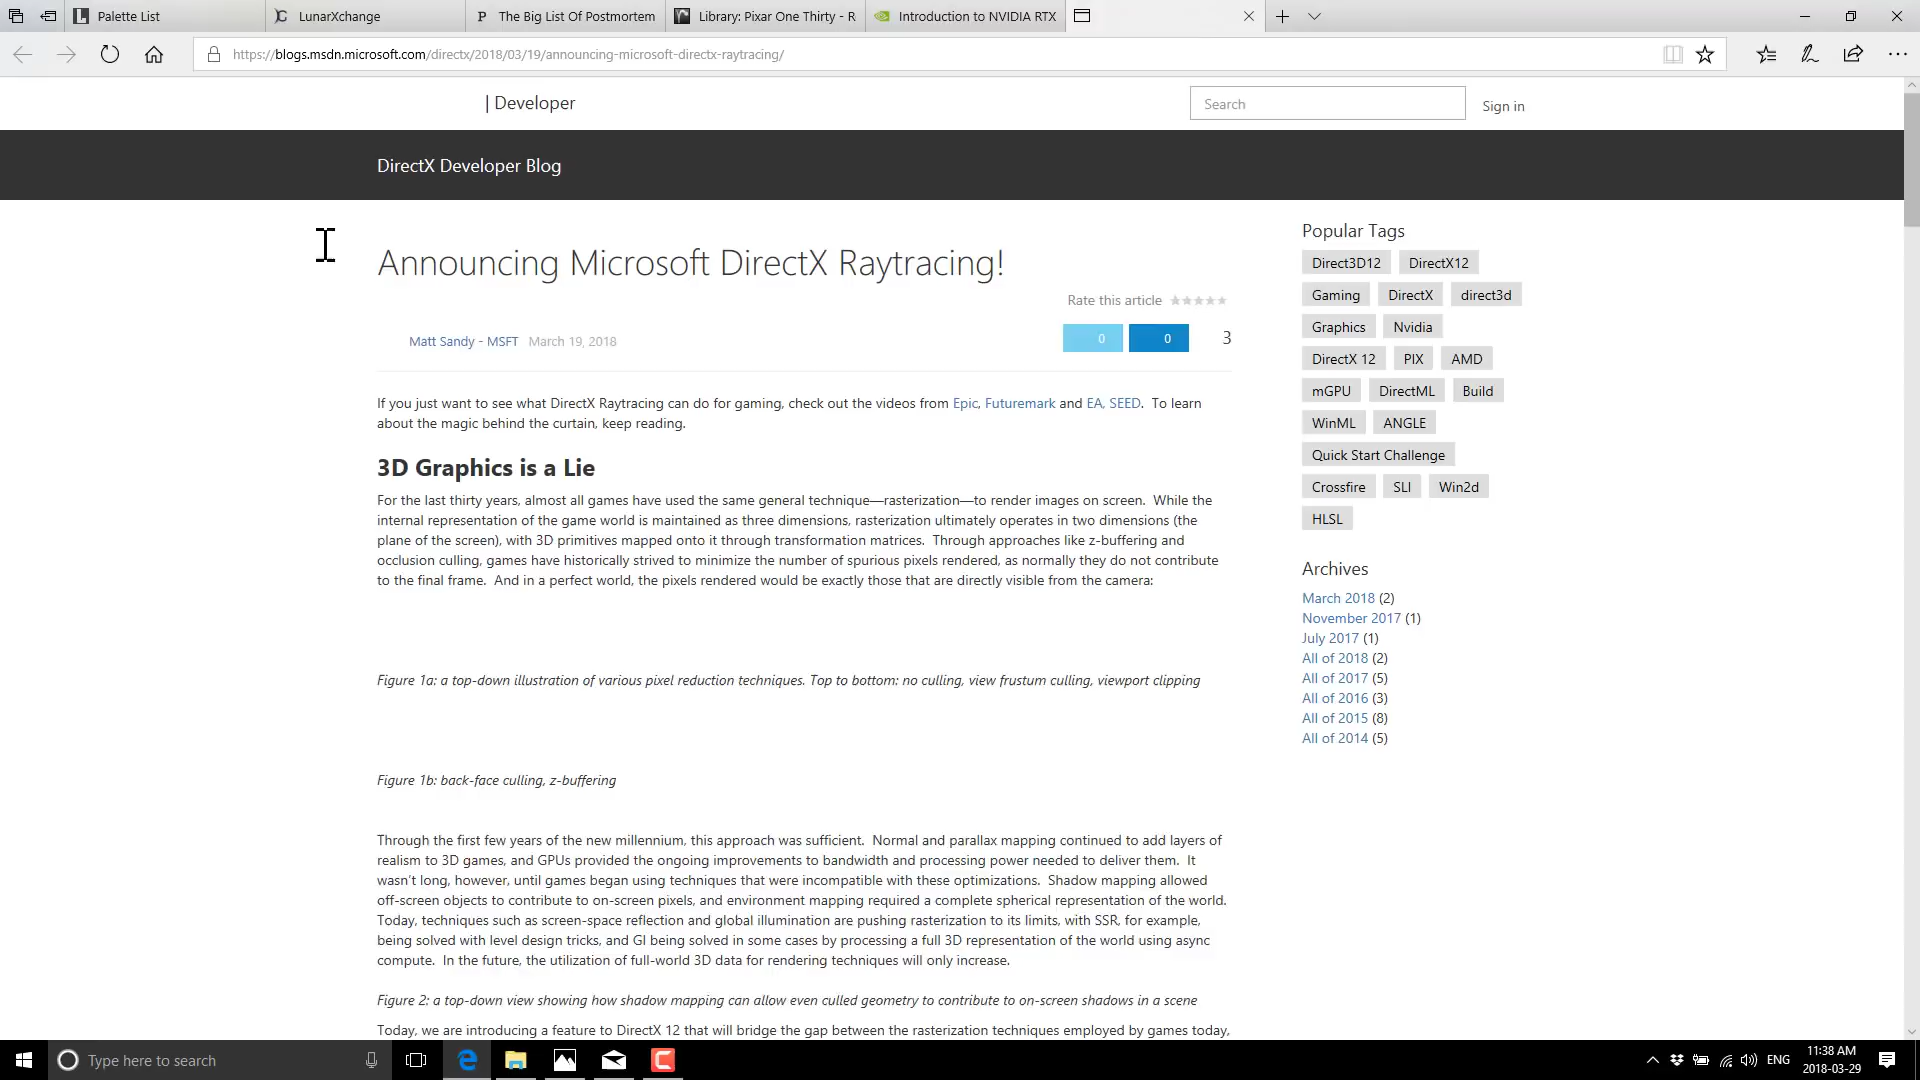 Palette List
LunarXchange
The Big List Of Postmortem
Library: Pixar One Thirty - R
Introduction to NVIDIA RTX
https://blogs.msdn.microsoft.com/directx/2018/03/19/announcing-microsoft-directx-raytracing/
| Developer
Search
Sign in
DirectX Developer Blog
Announcing Microsoft DirectX Raytracing!
Rate this article
Matt Sandy - MSFT March 19, 2018
0 0 3
If you just want to see what DirectX Raytracing can do for gaming, check out the videos from Epic, Futuremark and EA, SEED.  To learn
about the magic behind the curtain, keep reading.
3D Graphics is a Lie
For the last thirty years, almost all games have used the same general technique—rasterization—to render images on screen.  While the
internal representation of the game world is maintained as three dimensions, rasterization ultimately operates in two dimensions (the
plane of the screen), with 3D primitives mapped onto it through transformation matrices.  Through approaches like z-buffering and
occlusion culling, games have historically strived to minimize the number of spurious pixels rendered, as normally they do not contribute
to the final frame.  And in a perfect world, the pixels rendered would be exactly those that are directly visible from the camera:
Figure 1a: a top-down illustration of various pixel reduction techniques. Top to bottom: no culling, view frustum culling, viewport clipping
Figure 1b: back-face culling, z-buffering
Through the first few years of the new millennium, this approach was sufficient.  Normal and parallax mapping continued to add layers of
realism to 3D games, and GPUs provided the ongoing improvements to bandwidth and processing power needed to deliver them.  It
wasn't long, however, until games began using techniques that were incompatible with these optimizations.  Shadow mapping allowed
off-screen objects to contribute to on-screen pixels, and environment mapping required a complete spherical representation of the world.
Today, techniques such as screen-space reflection and global illumination are pushing rasterization to its limits, with SSR, for example,
being solved with level design tricks, and GI being solved in some cases by processing a full 3D representation of the world using async
compute.  In the future, the utilization of full-world 3D data for rendering techniques will only increase.
Figure 2: a top-down view showing how shadow mapping can allow even culled geometry to contribute to on-screen shadows in a scene
Today, we are introducing a feature to DirectX 12 that will bridge the gap between the rasterization techniques employed by games today,
Popular Tags
Direct3D12 DirectX12
Gaming DirectX direct3d
Graphics Nvidia
DirectX 12 PIX AMD
mGPU DirectML Build
WinML ANGLE
Quick Start Challenge
Crossfire SLI Win2d
HLSL
Archives
March 2018 (2)
November 2017 (1)
July 2017 (1)
All of 2018 (2)
All of 2017 (5)
All of 2016 (3)
All of 2015 (8)
All of 2014 (5)
Type here to search
ENG
11:38 AM
2018-03-29